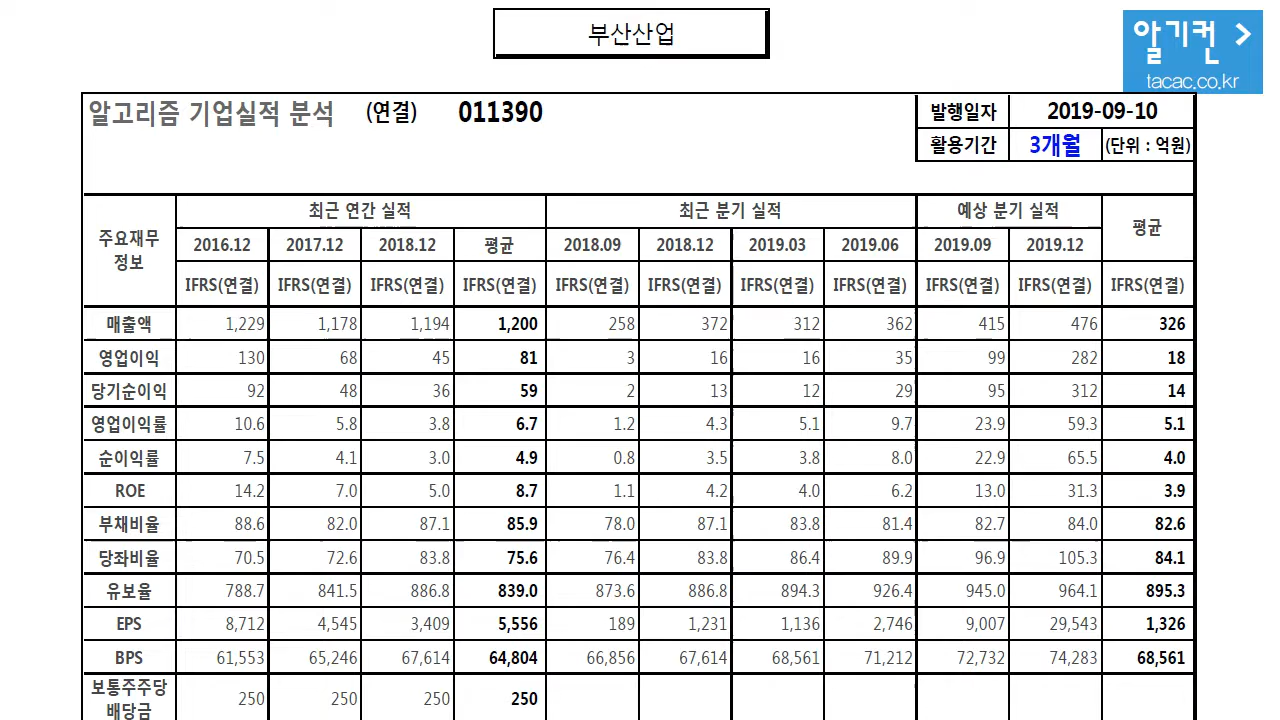 부산산업
알기컨 >
tacac.co.kr
알고리즘 기업실적 분석 (연결) 011390
발행일자 2019-09-10
활용기간 3개월 (단위 : 억원)
주요재무 정보 최근 연간 실적 최근 분기 실적 예상 분기 실적 평균
2016.12 2017.12 2018.12 평균 2018.09 2018.12 2019.03 2019.06 2019.09 2019.12
IFRS(연결) IFRS(연결) IFRS(연결) IFRS(연결) IFRS(연결) IFRS(연결) IFRS(연결) IFRS(연결) IFRS(연결) IFRS(연결) IFRS(연결)
매출액 1,229 1,178 1,194 1,200 258 372 312 362 415 476 326
영업이익 130 68 45 81 3 16 16 35 99 282 18
당기순이익 92 48 36 59 2 13 12 29 95 312 14
영업이익률 10.6 5.8 3.8 6.7 1.2 4.3 5.1 9.7 23.9 59.3 5.1
순이익률 7.5 4.1 3.0 4.9 0.8 3.5 3.8 8.0 22.9 65.5 4.0
ROE 14.2 7.0 5.0 8.7 1.1 4.2 4.0 6.2 13.0 31.3 3.9
부채비율 88.6 82.0 87.1 85.9 78.0 87.1 83.8 81.4 82.7 84.0 82.6
당좌비율 70.5 72.6 83.8 75.6 76.4 83.8 86.4 89.9 96.9 105.3 84.1
유보율 788.7 841.5 886.8 839.0 873.6 886.8 894.3 926.4 945.0 964.1 895.3
EPS 8,712 4,545 3,409 5,556 189 1,231 1,136 2,746 9,007 29,543 1,326
BPS 61,553 65,246 67,614 64,804 66,856 67,614 68,561 71,212 72,732 74,283 68,561
보통주주당
배당금 250 250 250 250